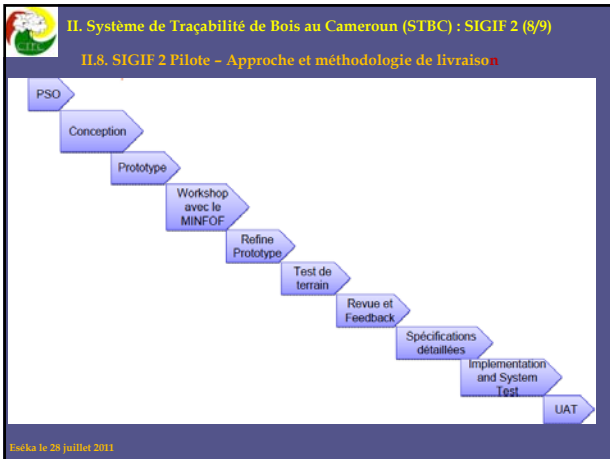 CIEC
II. Système de Traçabilité de Bois au Cameroun (STBC) : SIGIF 2 (8/9)
II.8. SIGIF 2 Pilote – Approche et méthodologie de livraison
PSO
Conception
Prototype
Workshop
avec le
MINFOF
Refine
Prototype
Test de
terrain
Revue et
Feedback
Spécifications
détaillées
Implementation
and System
Test
UAT
Eséka le 28 juillet 2011